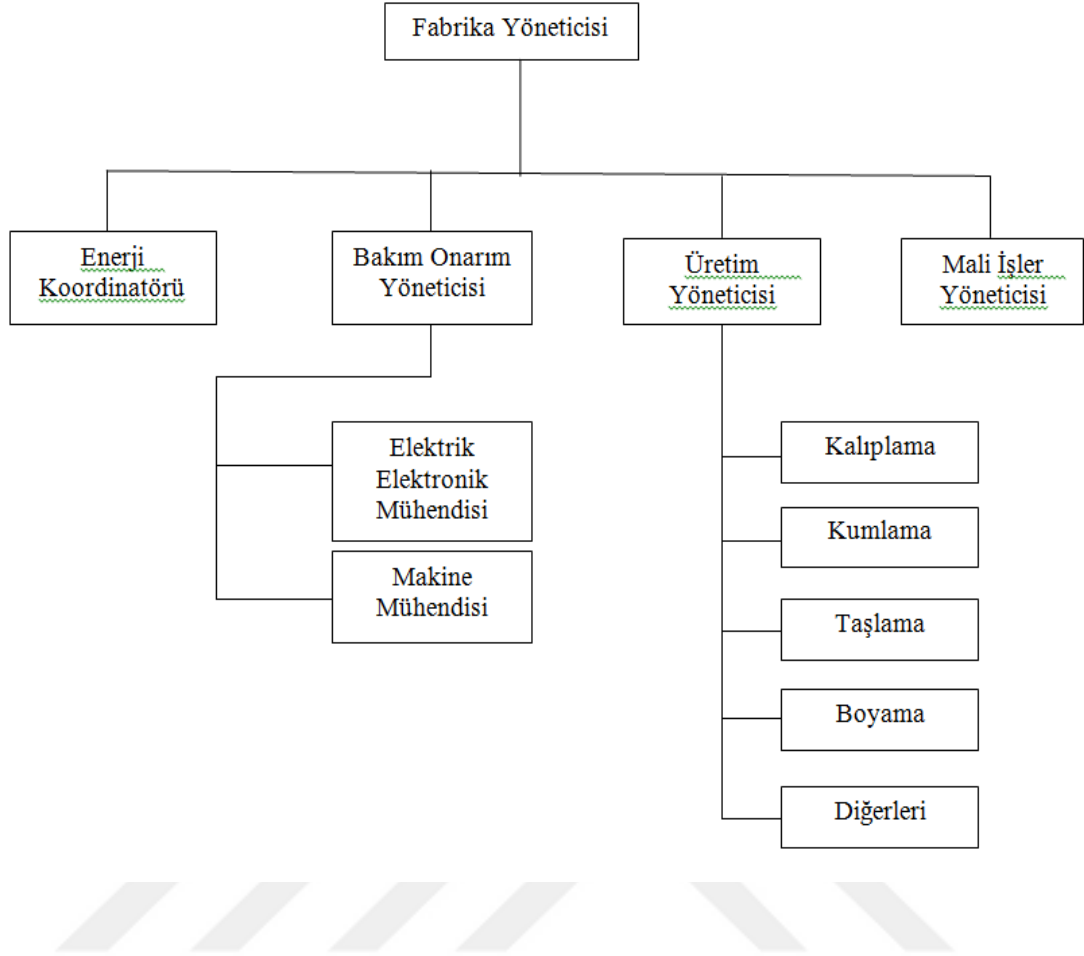 Fabrika Yöneticisi
Enerji
Koordinatörü
Bakım Onarım
Yöneticisi
Üretim
Yöneticisi
Mali İşler
Yöneticisi
Elektrik
Elektronik
Mühendisi
Makine
Mühendisi
Kalıplama
Kumlama
Taşlama
Boyama
Diğerleri